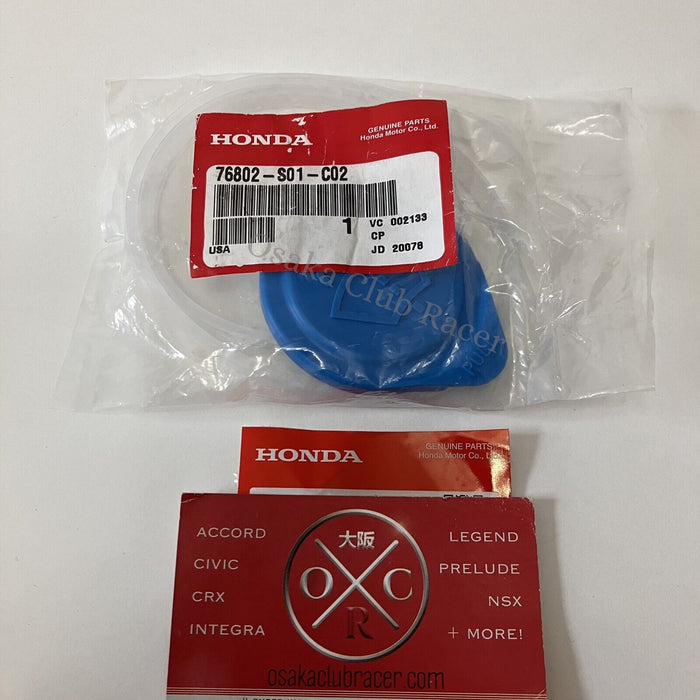 HONDA
GENUINE PARTS
Honda Motor Co., Ltd.
76802-S01-C02
1
VC 002133
CP
USA
JD 20078
Osaka Club Racer
PUSH
HONDA
GENUINE PARTS
Honda Motor Co., Ltd.
ACCORD
CIVIC
CRX
INTEGRA
大阪
O C
R
LEGEND
PRELUDE
NSX
+ MORE!
osakaclubracer.com